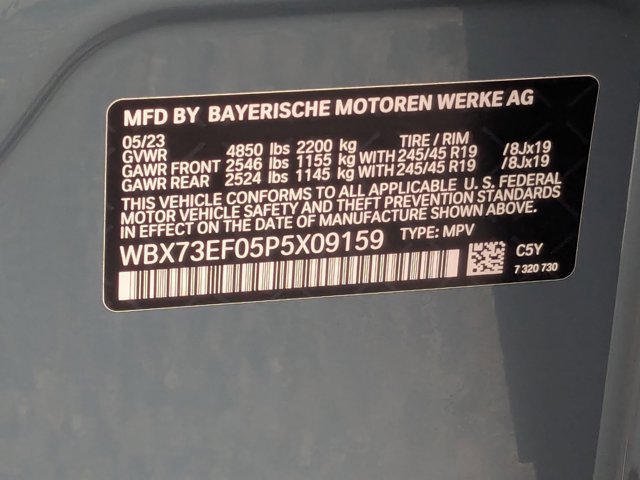 MFD BY BAYERISCHE MOTOREN WERKE AG
05/23 TIRE / RIM
GVWR 4850 lbs 2200 kg
GAWR FRONT 2546 lbs 1155 kg WITH 245/45 R19 /8Jx19
GAWR REAR 2524 lbs 1145 kg WITH 245/45 R19 /8Jx19
THIS VEHICLE CONFORMS TO ALL APPLICABLE U. S. FEDERAL
MOTOR VEHICLE SAFETY AND THEFT PREVENTION STANDARDS
IN EFFECT ON THE DATE OF MANUFACTURE SHOWN ABOVE.
WBX73EF05P5X09159 TYPE: MPV
C5Y
7 320 730